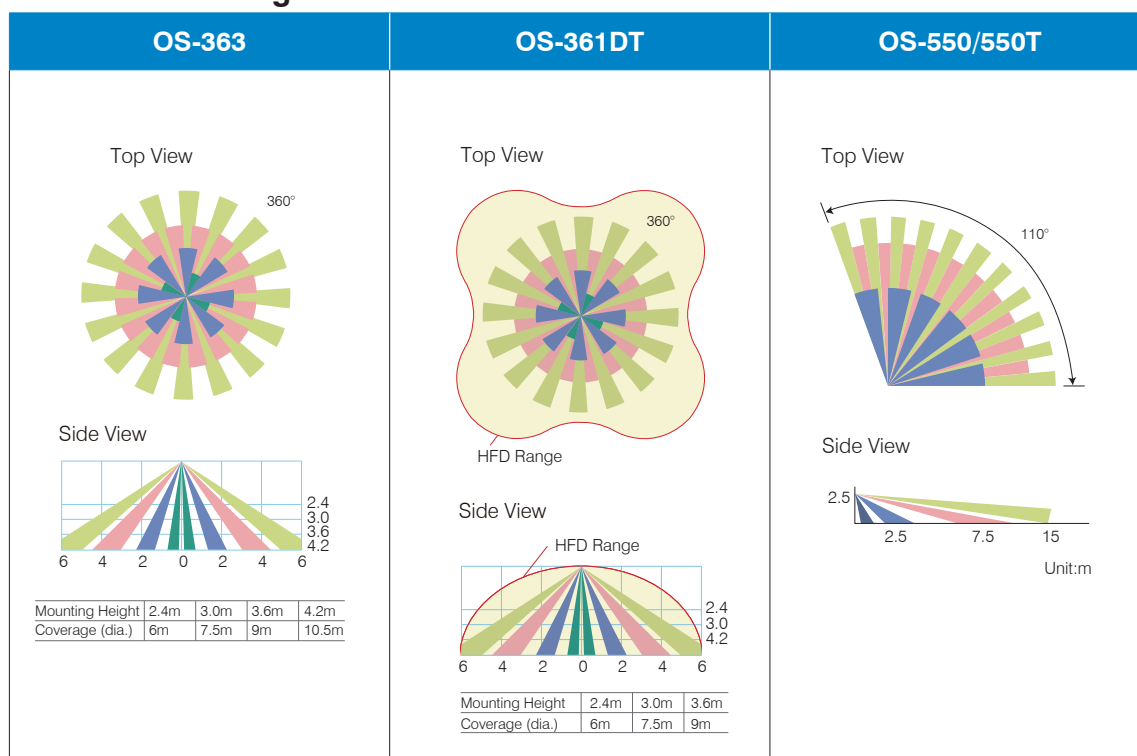 OS-363
OS-361DT
OS-550/550T
Top View
360°
Side View
2.4
3.0
3.6
4.2
6 4 2 0 2 4 6
Mounting Height 2.4m 3.0m 3.6m 4.2m
Coverage (dia.) 6m 7.5m 9m 10.5m
Top View
360°
HFD Range
Side View
HFD Range
2.4
3.0
4.2
6 4 2 0 2 4 6
Mounting Height 2.4m 3.0m 3.6m
Coverage (dia.) 6m 7.5m 9m
Top View
110°
Side View
2.5
2.5 7.5 15
Unit:m